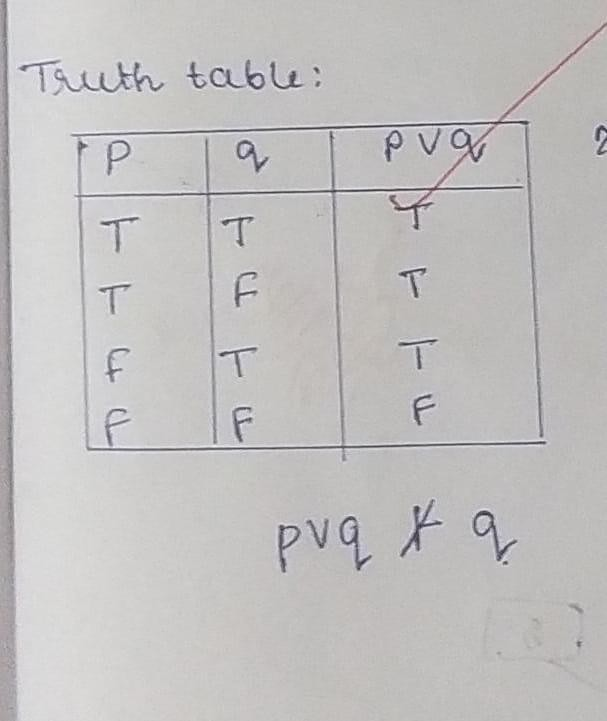 Truth table:
P q p∨q
T T T
T F T
F T T
F F F
p∨q ⊬ q